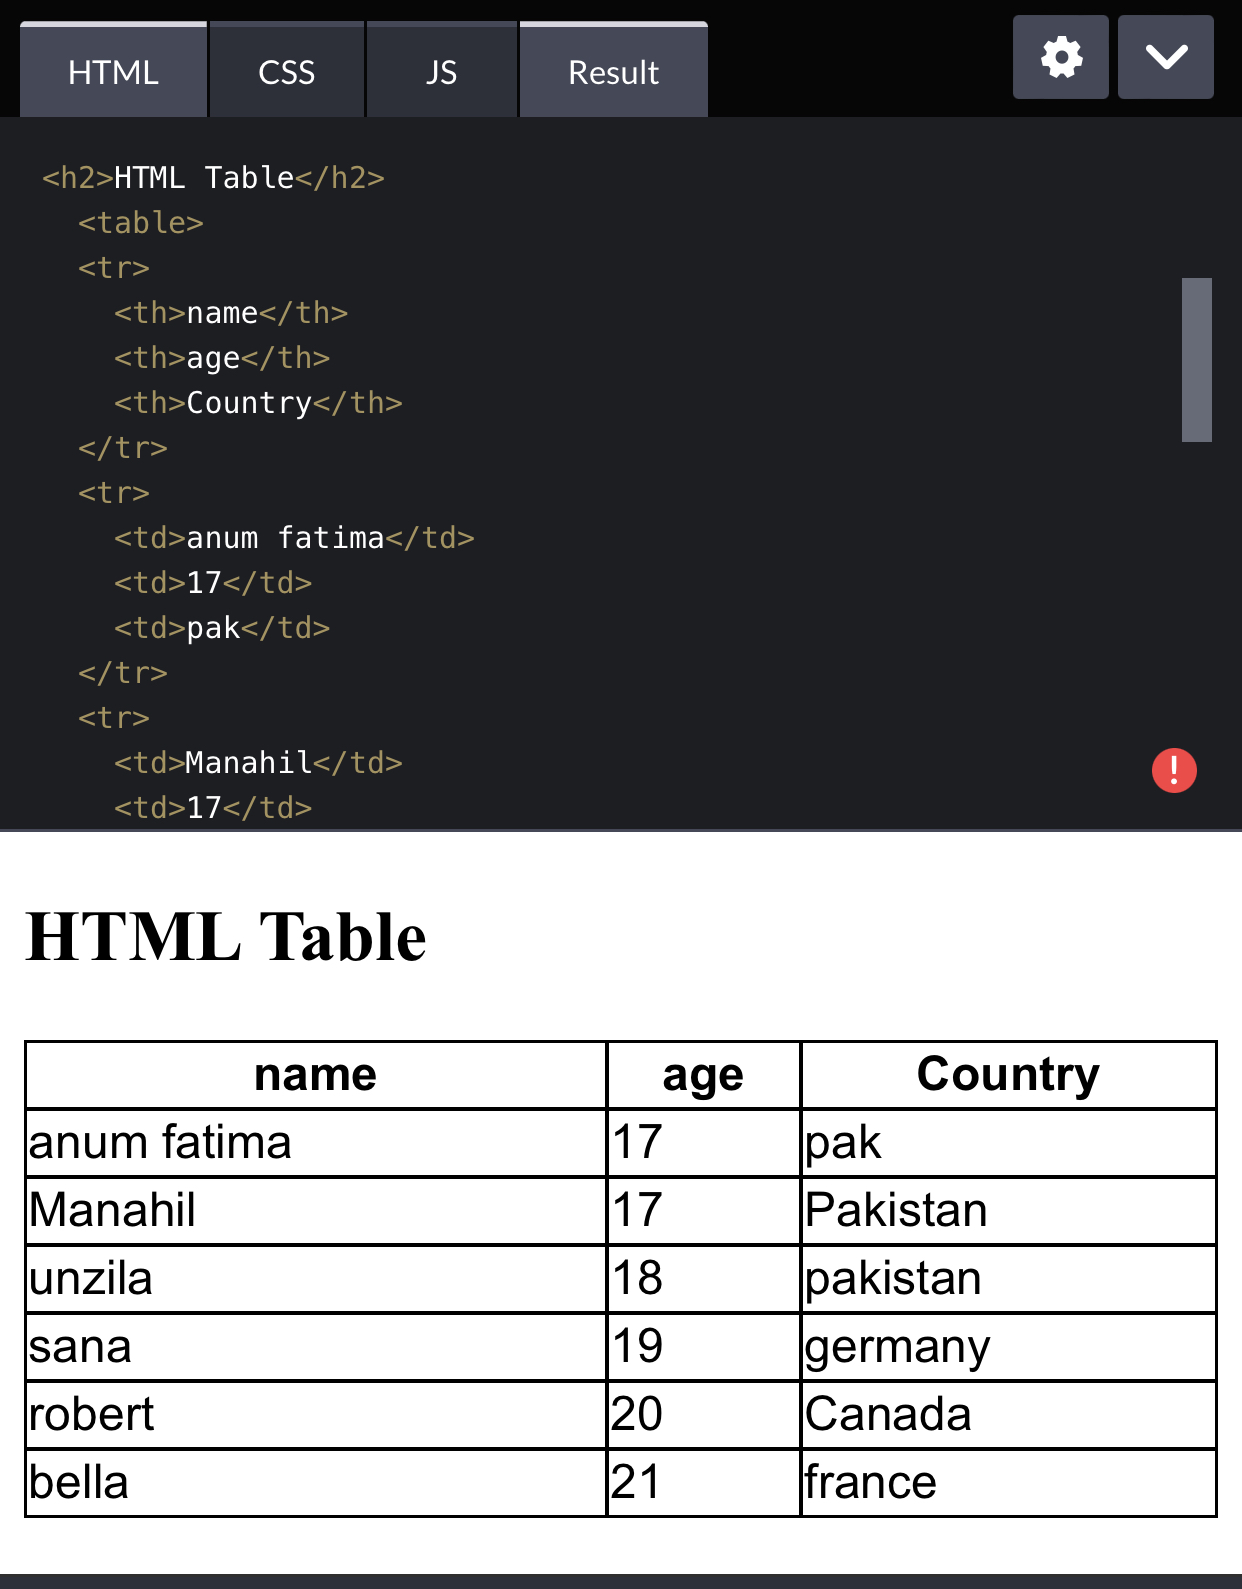 HTML CSS JS Result
<h2>HTML Table</h2>
<table>
<tr>
<th>name</th>
<th>age</th>
<th>Country</th>
</tr>
<tr>
<td>anum fatima</td>
<td>17</td>
<td>pak</td>
</tr>
<tr>
<td>Manahil</td>
<td>17</td>
HTML Table
name age Country
anum fatima 17 pak
Manahil 17 Pakistan
unzila 18 pakistan
sana 19 germany
robert 20 Canada
bella 21 france